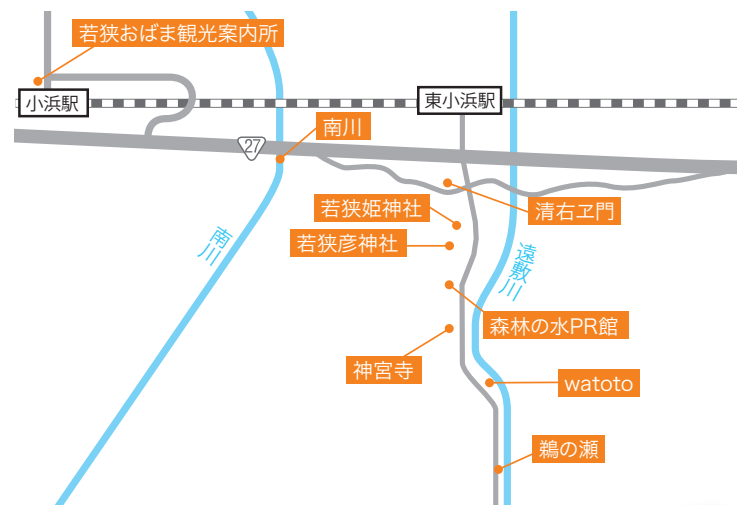 若狭おばま観光案内所
小浜駅
東小浜駅
南川
27
若狭姫神社
清右ヱ門
若狭彦神社
南川
遠敷川
森林の水PR館
神宮寺
watoto
鵜の瀬